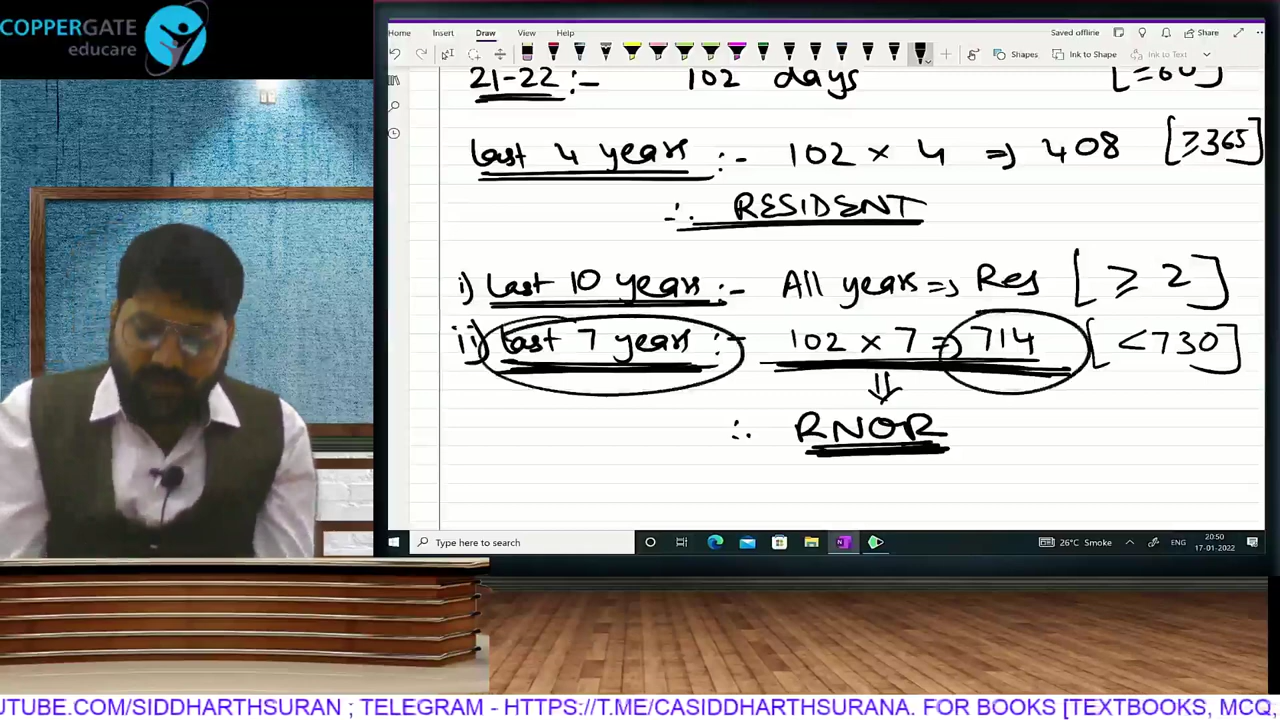 COPPERGATE
educare
Home Insert Draw View Help
Saved offline
Share
Shapes
Ink to Shape
Ink to Text
21-22 :- 102 days [≥60]
last 4 years :- 102 × 4 ⇒ 408 [≥365]
∴ RESIDENT
i) Last 10 years :- All years ⇒ Res [≥ 2]
ii) Last 7 years :- 102 × 7 ⇒ 714 [<730]
⇓
∴ RNOR
Type here to search
26°C Smoke
ENG
20:50
17-01-2022
UTUBE.COM/SIDDHARTHSURAN ; TELEGRAM - HTTPS://T.ME/CASIDDHARTHSURANA. FOR BOOKS [TEXTBOOKS, MCQ,